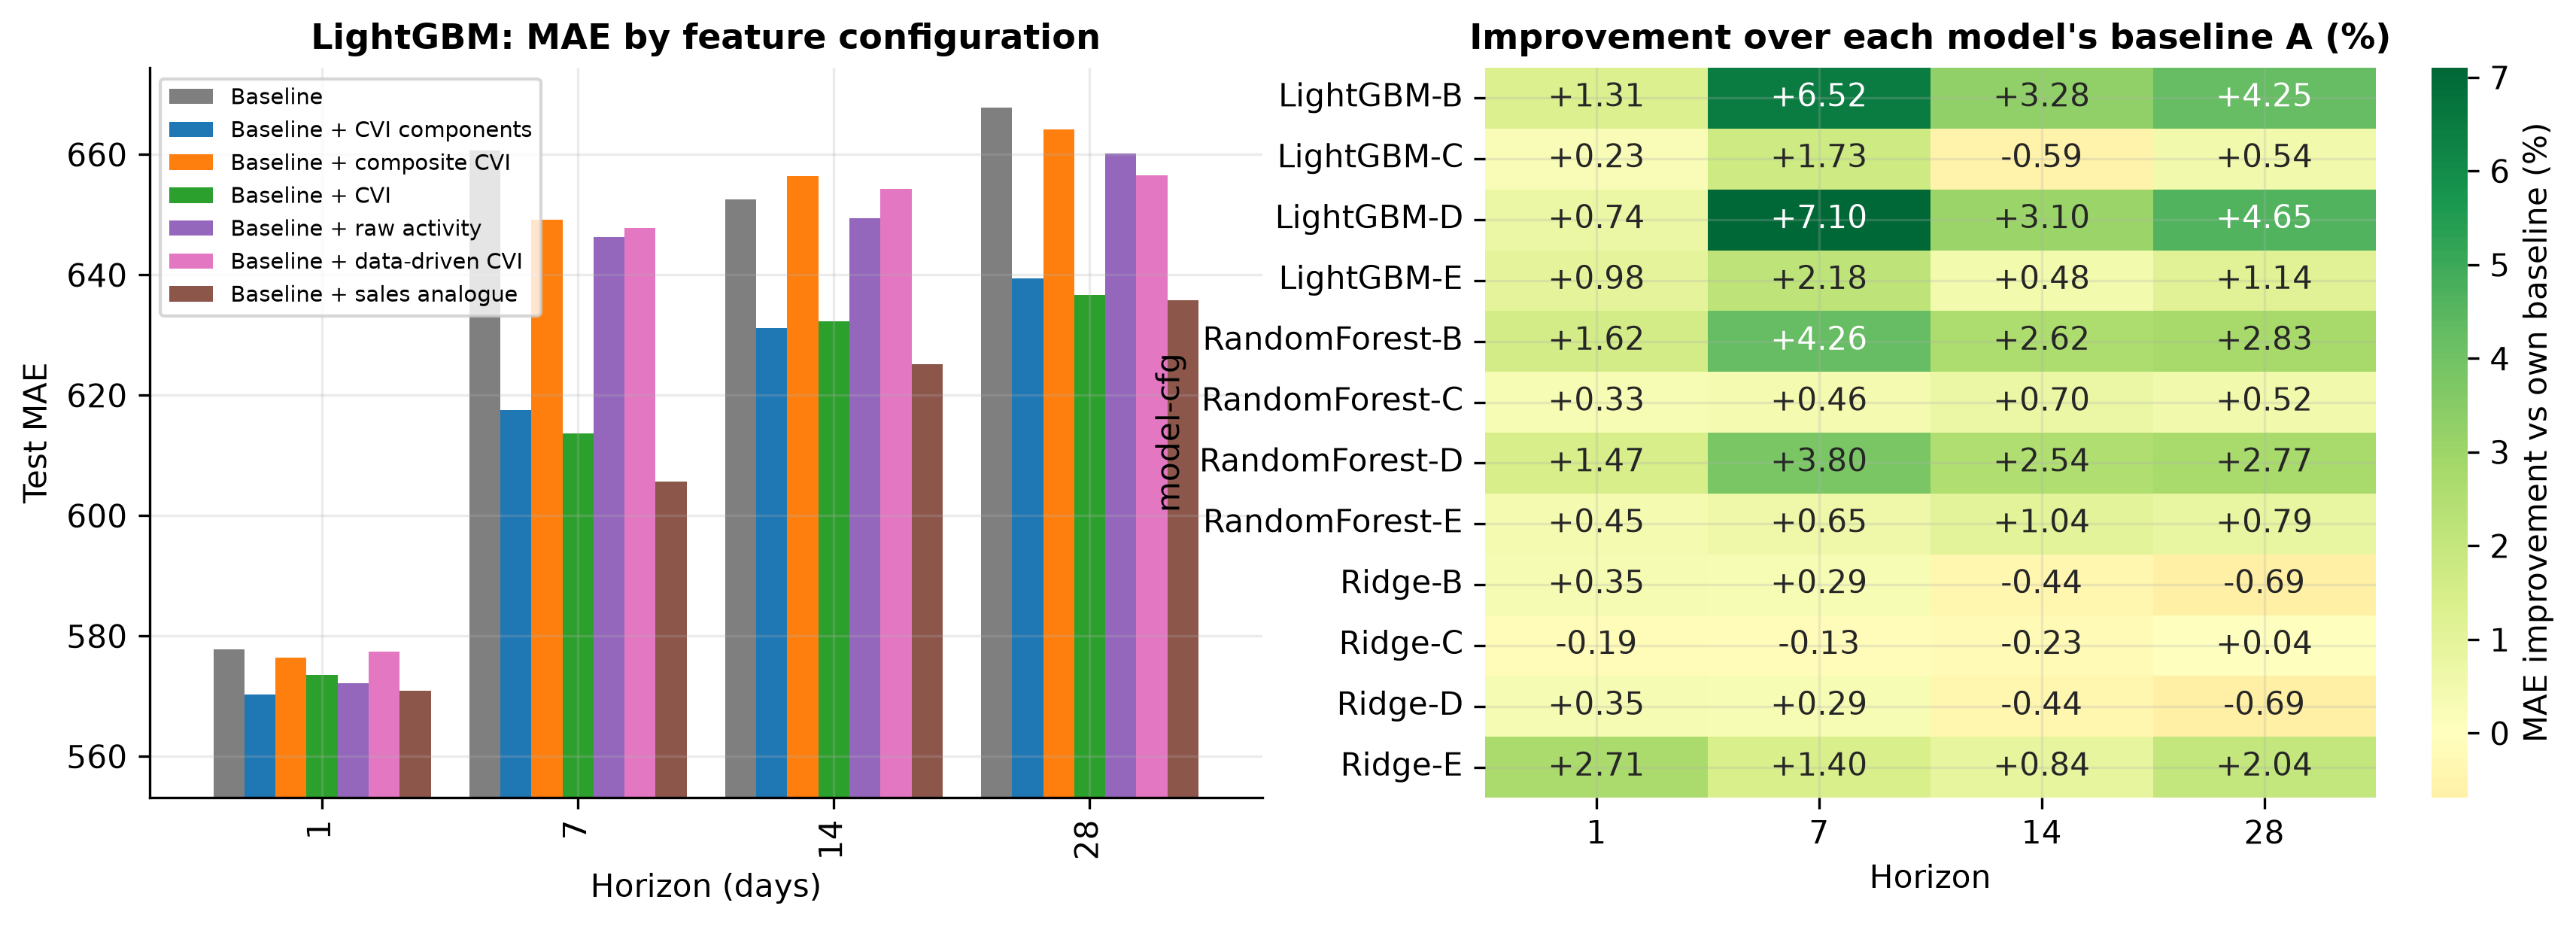 LightGBM: MAE by feature configuration
Test MAE
660
640
620
600
580
560
Baseline
Baseline + CVI components
Baseline + composite CVI
Baseline + CVI
Baseline + raw activity
Baseline + data-driven CVI
Baseline + sales analogue
1
7
14
28
Horizon (days)
Improvement over each model's baseline A (%)
model-cfg
LightGBM-B +1.31 +6.52 +3.28 +4.25
LightGBM-C +0.23 +1.73 -0.59 +0.54
LightGBM-D +0.74 +7.10 +3.10 +4.65
LightGBM-E +0.98 +2.18 +0.48 +1.14
RandomForest-B +1.62 +4.26 +2.62 +2.83
RandomForest-C +0.33 +0.46 +0.70 +0.52
RandomForest-D +1.47 +3.80 +2.54 +2.77
RandomForest-E +0.45 +0.65 +1.04 +0.79
Ridge-B +0.35 +0.29 -0.44 -0.69
Ridge-C -0.19 -0.13 -0.23 +0.04
Ridge-D +0.35 +0.29 -0.44 -0.69
Ridge-E +2.71 +1.40 +0.84 +2.04
1 7 14 28
Horizon
7
6
5
4
3
2
1
0
MAE improvement vs own baseline (%)